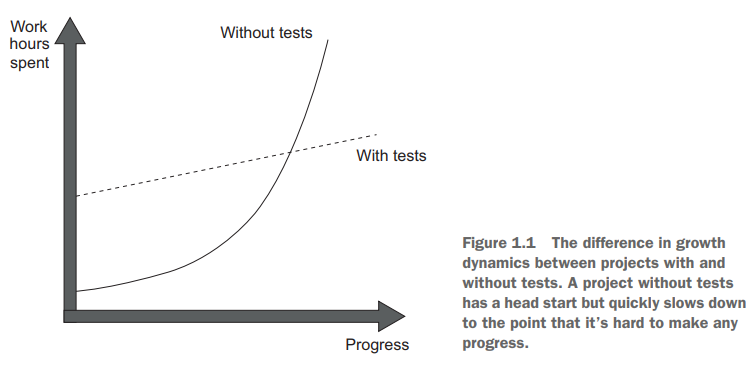 Work
hours
spent
Without tests
With tests
Progress
Figure 1.1 The difference in growth
dynamics between projects with and
without tests. A project without tests
has a head start but quickly slows down
to the point that it's hard to make any
progress.